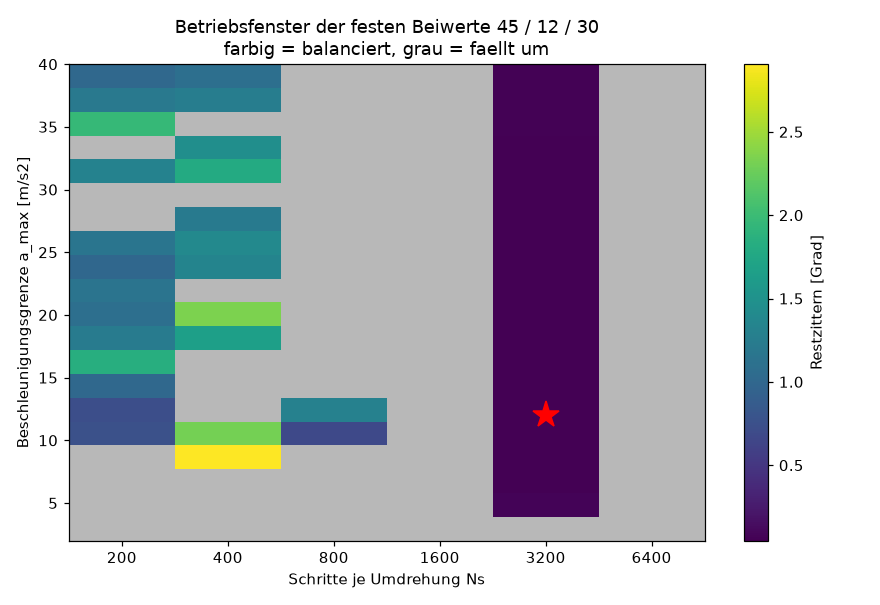 Betriebsfenster der festen Beiwerte 45 / 12 / 30
farbig = balanciert, grau = faellt um
Beschleunigungsgrenze a_max [m/s2]
40
35
30
25
20
15
10
5
200 400 800 1600 3200 6400
Schritte je Umdrehung Ns
2.5
2.0
1.5
1.0
0.5
Restzittern [Grad]